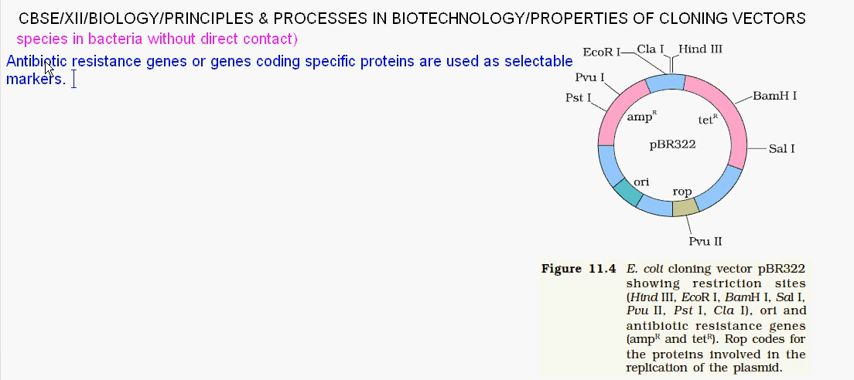 CBSE/XII/BIOLOGY/PRINCIPLES & PROCESSES IN BIOTECHNOLOGY/PROPERTIES OF CLONING VECTORS
species in bacteria without direct contact)
Antibiotic resistance genes or genes coding specific proteins are used as selectable
markers.
EcoR I
Cla I
Hind III
Pvu I
Pst I
BamH I
ampR
tetR
pBR322
Sal I
ori
rop
Pvu II
Figure 11.4 E. coli cloning vector pBR322
showing restriction sites
(Hind III, EcoR I, BamH I, Sal I,
Pvu II, Pst I, Cla I), ori and
antibiotic resistance genes
(ampR and tetR). Rop codes for
the proteins involved in the
replication of the plasmid.